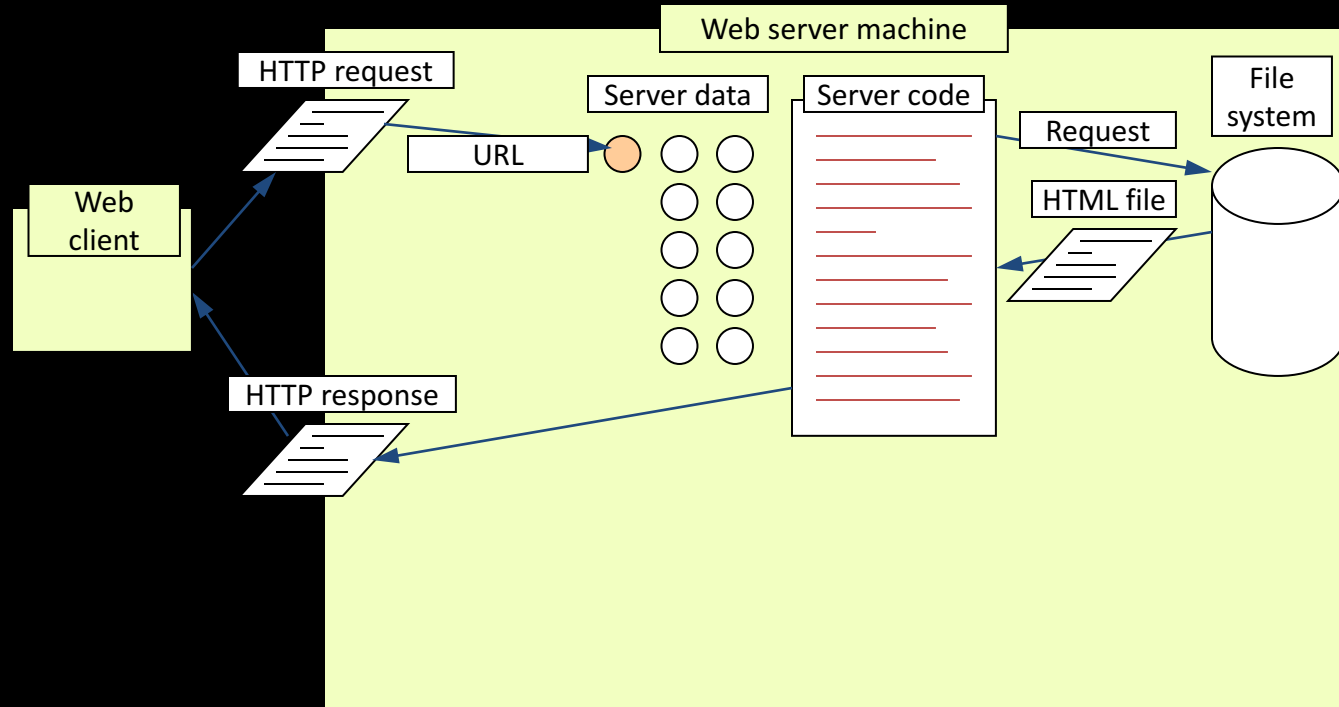 Web server machine
HTTP request
Server data
Server code
File
system
URL
Request
Web
client
HTML file
HTTP response